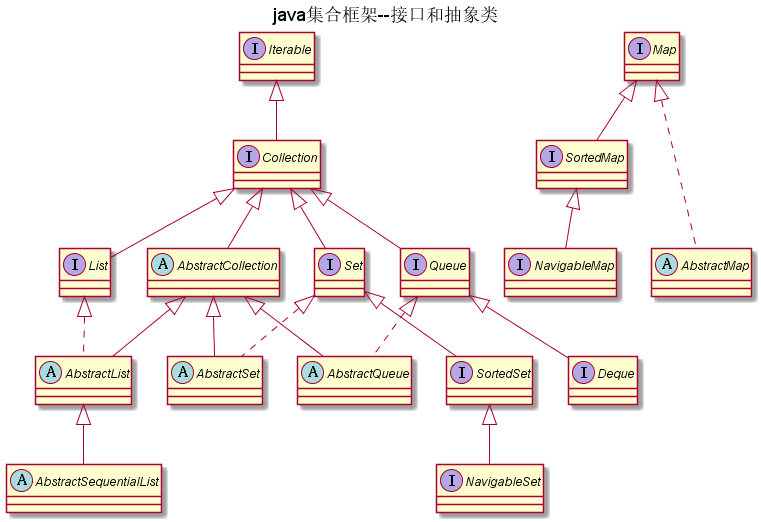 java集合框架--接口和抽象类
I Iterable
I Map
I Collection
I SortedMap
I List
A AbstractCollection
I Set
I Queue
I NavigableMap
A AbstractMap
A AbstractList
A AbstractSet
A AbstractQueue
I SortedSet
I Deque
A AbstractSequentialList
I NavigableSet